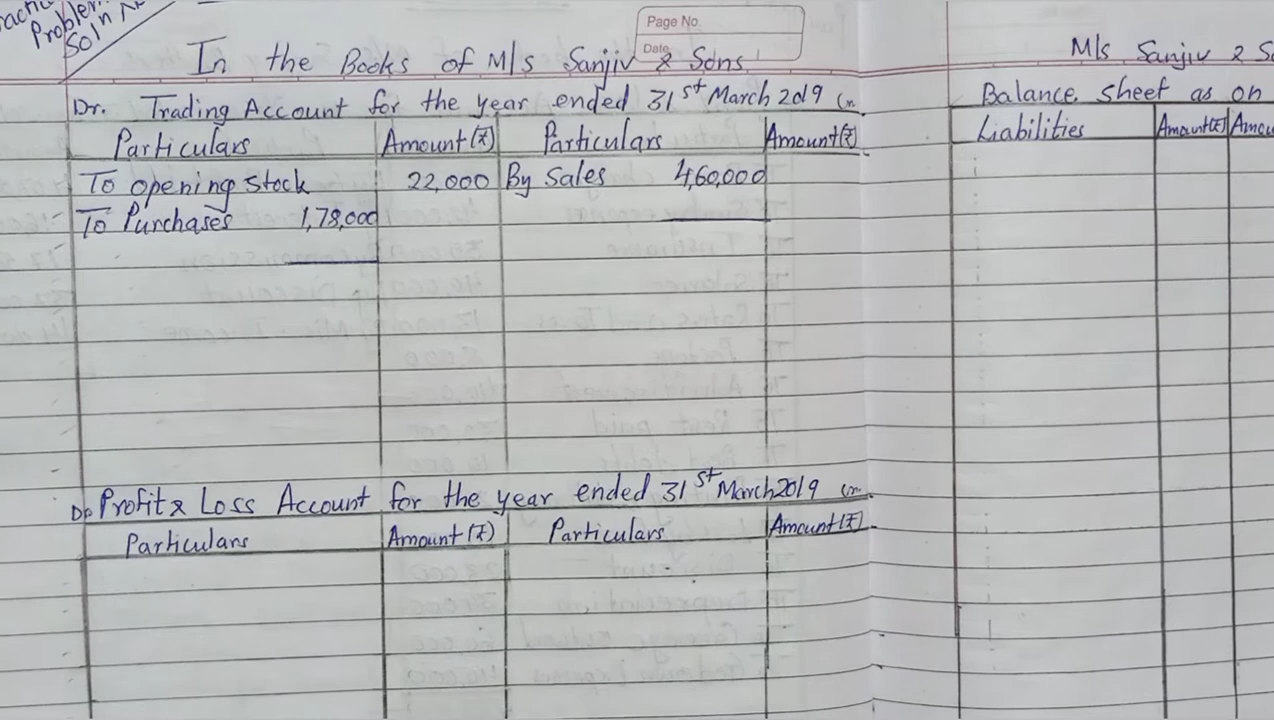 Problem
Soln
Page No.
Date
In the Books of M/s Sanjiv & Sons
Dr. Trading Account for the year ended 31st March 2019 Cr.
Particulars Amount(₹) Particulars Amount(₹)
To opening stock 22,000 By Sales 4,60,000
To Purchases 1,78,000
Dr. Profit & Loss Account for the year ended 31st March 2019 Cr.
Particulars Amount (₹) Particulars Amount (₹)
M/s Sanjiv & S
Balance sheet as on
Liabilities Amount(₹) Amou